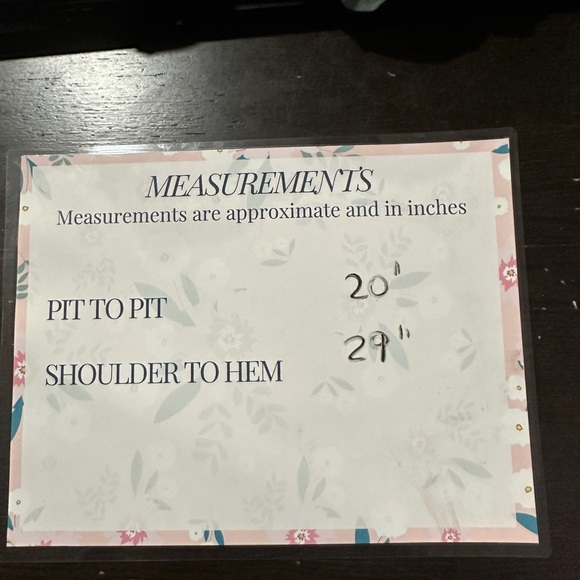 MEASUREMENTS
Measurements are approximate and in inches
PIT TO PIT 20"
SHOULDER TO HEM 29"